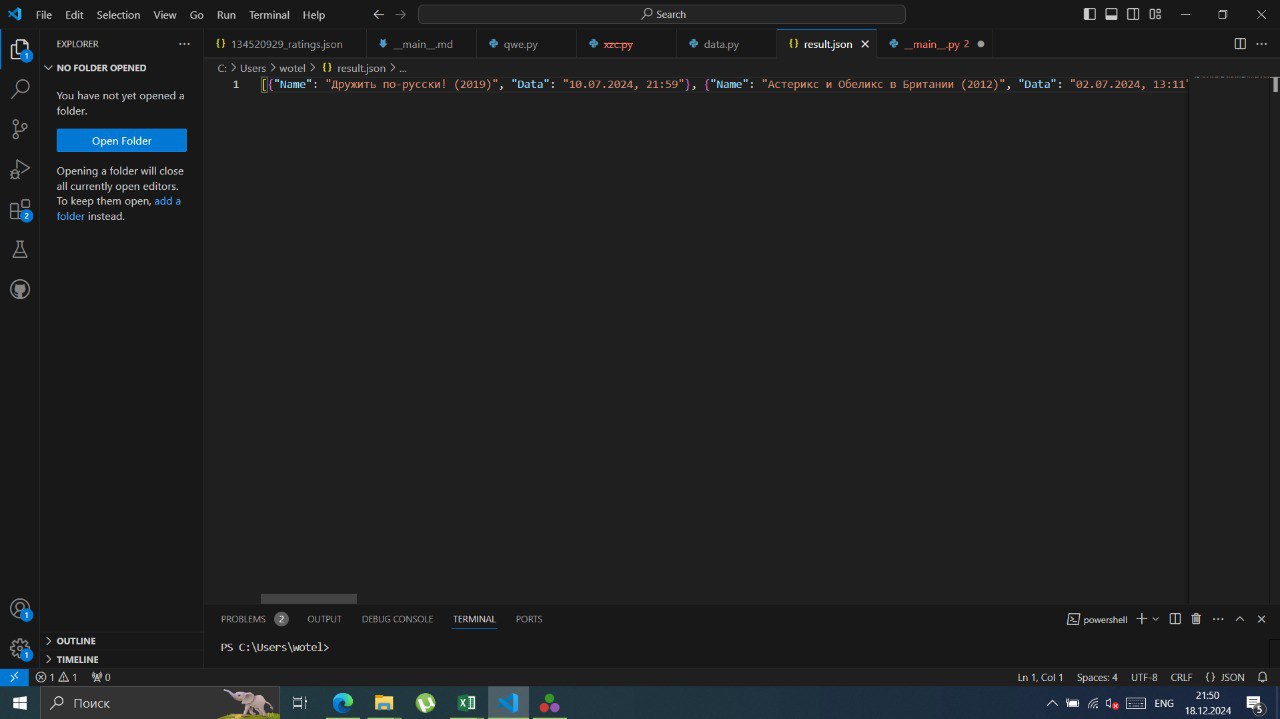 File Edit Selection View Go Run Terminal Help
Search
EXPLORER
NO FOLDER OPENED
You have not yet opened a
folder.
Open Folder
Opening a folder will close
all currently open editors.
To keep them open, add a
folder instead.
OUTLINE
TIMELINE
134520929_ratings.json __main__.md qwe.py xzc.py data.py result.json __main__.py 2
C: > Users > wotel > {} result.json > ...
1 [{"Name": "Дружить по-русски! (2019)", "Data": "10.07.2024, 21:59"}, {"Name": "Астерикс и Обеликс в Британии (2012)", "Data": "02.07.2024, 13:11"
PROBLEMS 2 OUTPUT DEBUG CONSOLE TERMINAL PORTS
powershell
PS C:\Users\wotel>
1 1 0
Ln 1, Col 1 Spaces: 4 UTF-8 CRLF {} JSON
Поиск
ENG
21:50
18.12.2024
5
1
2
1
1